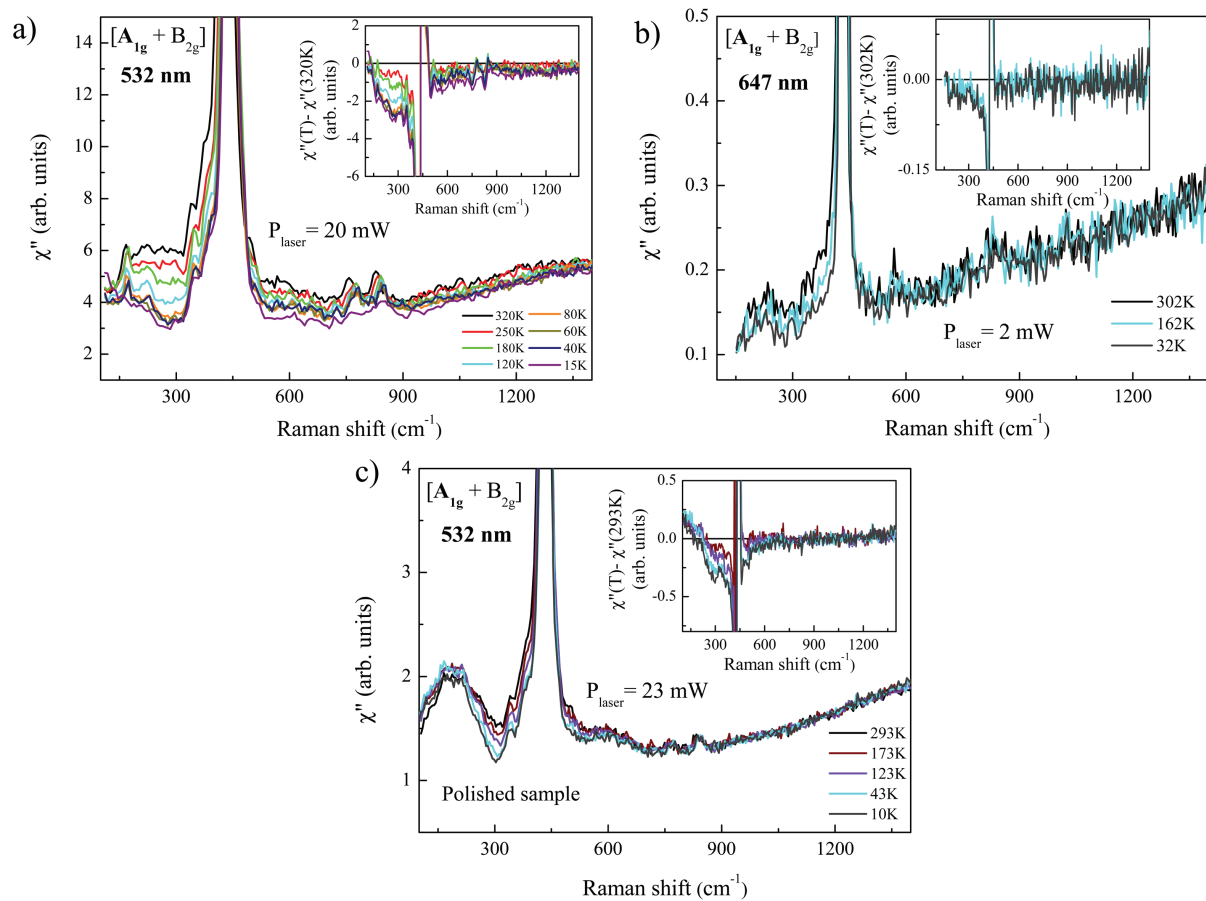 a)
[A1g + B2g]
532 nm
Plaser = 20 mW
χ'' (arb. units)
14
12
10
8
6
4
2
300 600 900 1200
Raman shift (cm-1)
320K 80K
250K 60K
180K 40K
120K 15K
χ''(T)- χ''(320K)
(arb. units)
2
0
-2
-4
-6
300 600 900 1200
Raman shift (cm-1)
b)
[A1g + B2g]
647 nm
Plaser = 2 mW
χ'' (arb. units)
0.5
0.4
0.3
0.2
0.1
300 600 900 1200
Raman shift (cm-1)
302K
162K
32K
χ''(T)- χ''(302K)
(arb. units)
0.00
-0.15
300 600 900 1200
Raman shift (cm-1)
c)
[A1g + B2g]
532 nm
Plaser = 23 mW
Polished sample
χ'' (arb. units)
4
3
2
1
300 600 900 1200
Raman shift (cm-1)
293K
173K
123K
43K
10K
χ''(T)- χ''(293K)
(arb. units)
0.5
0.0
-0.5
300 600 900 1200
Raman shift (cm-1)